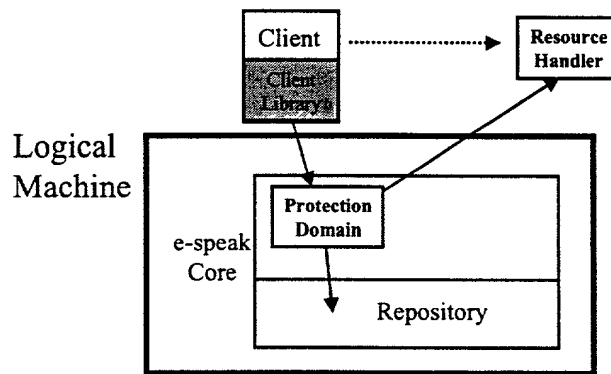 Client
Resource
Handler
Client
Library
Logical
Machine
Protection
Domain
e-speak
Core
Repository